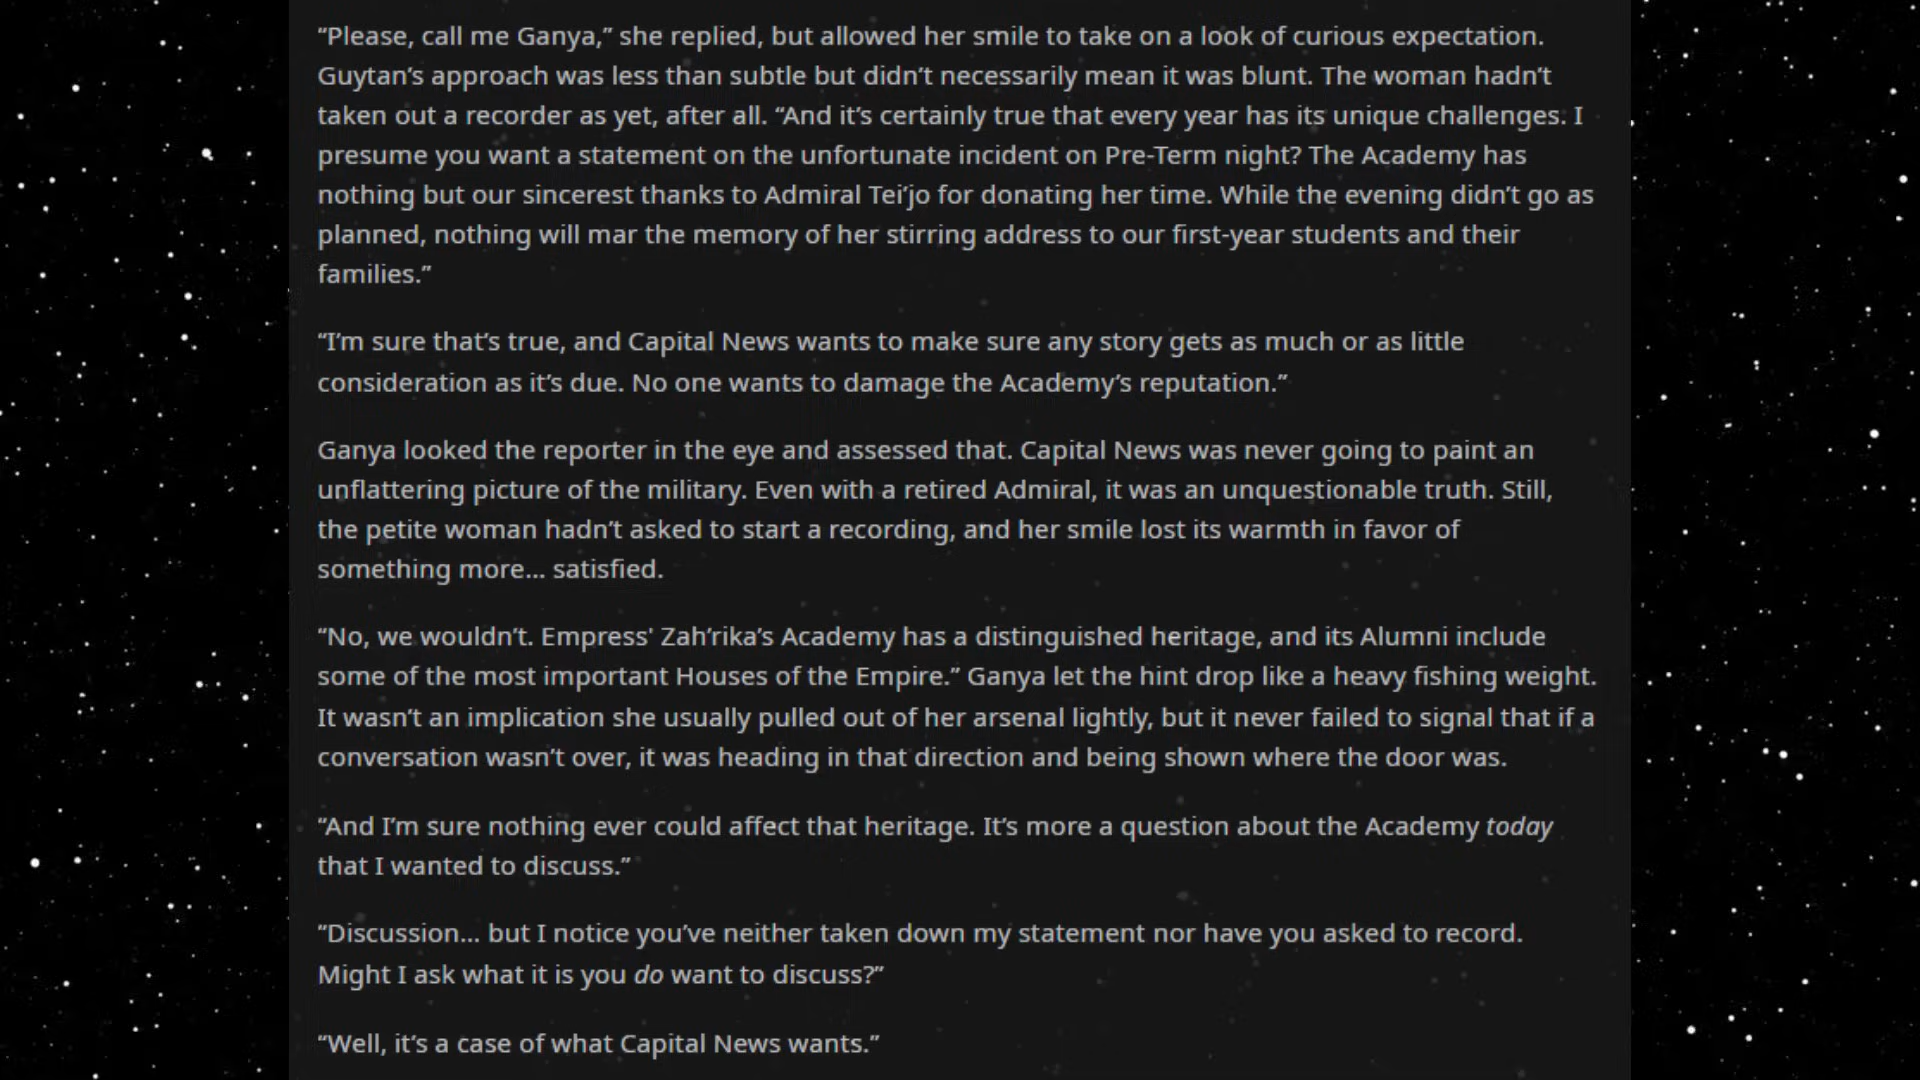 “Please, call me Ganya,” she replied, but allowed her smile to take on a look of curious expectation.
Guytan’s approach was less than subtle but didn’t necessarily mean it was blunt. The woman hadn’t
taken out a recorder as yet, after all. “And it’s certainly true that every year has its unique challenges. I
presume you want a statement on the unfortunate incident on Pre-Term night? The Academy has
nothing but our sincerest thanks to Admiral Tei’jo for donating her time. While the evening didn’t go as
planned, nothing will mar the memory of her stirring address to our first-year students and their
families.”
“I’m sure that’s true, and Capital News wants to make sure any story gets as much or as little
consideration as it’s due. No one wants to damage the Academy’s reputation.”
Ganya looked the reporter in the eye and assessed that. Capital News was never going to paint an
unflattering picture of the military. Even with a retired Admiral, it was an unquestionable truth. Still,
the petite woman hadn’t asked to start a recording, and her smile lost its warmth in favor of
something more… satisfied.
“No, we wouldn’t. Empress' Zah’rika’s Academy has a distinguished heritage, and its Alumni include
some of the most important Houses of the Empire.” Ganya let the hint drop like a heavy fishing weight.
It wasn’t an implication she usually pulled out of her arsenal lightly, but it never failed to signal that if a
conversation wasn’t over, it was heading in that direction and being shown where the door was.
“And I’m sure nothing ever could affect that heritage. It’s more a question about the Academy today
that I wanted to discuss.”
“Discussion… but I notice you’ve neither taken down my statement nor have you asked to record.
Might I ask what it is you do want to discuss?”
“Well, it’s a case of what Capital News wants.”